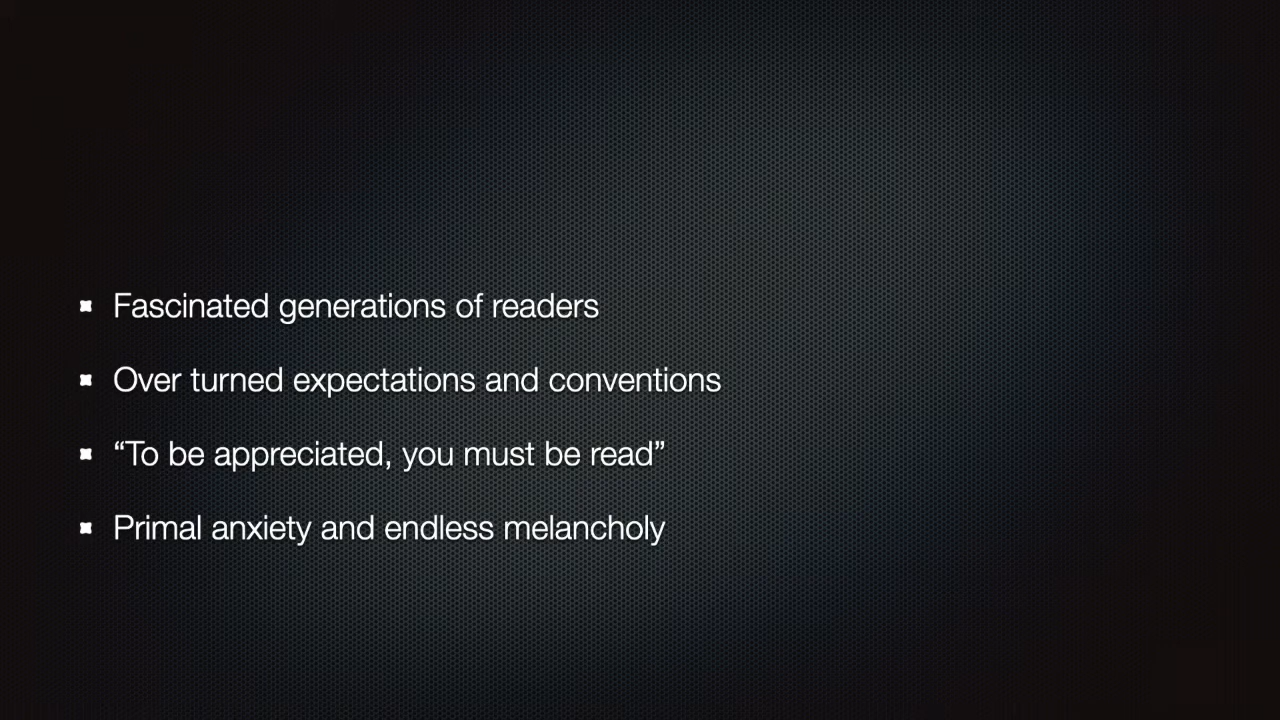 Fascinated generations of readers
Over turned expectations and conventions
“To be appreciated, you must be read”
Primal anxiety and endless melancholy